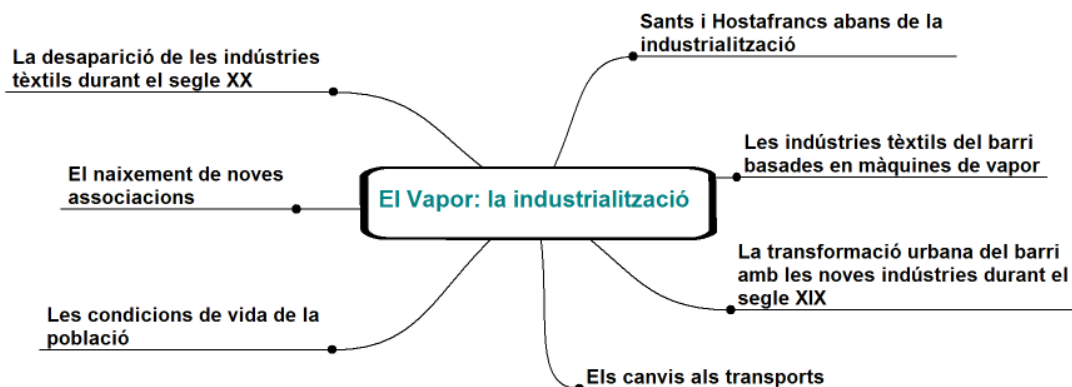 Sants i Hostafrancs abans de la
industrialització
La desaparició de les indústries
tèxtils durant el segle XX
Les indústries tèxtils del barri
basades en màquines de vapor
El naixement de noves
associacions
El Vapor: la industrialització
La transformació urbana del barri
amb les noves indústries durant el
segle XIX
Les condicions de vida de la
població
Els canvis als transports